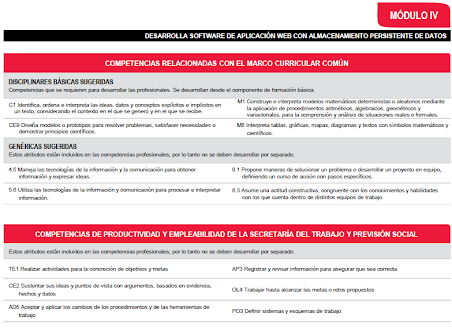 MÓDULO IV
DESARROLLA SOFTWARE DE APLICACIÓN WEB CON ALMACENAMIENTO PERSISTENTE DE DATOS
COMPETENCIAS RELACIONADAS CON EL MARCO CURRICULAR COMÚN
DISCIPLINARES BÁSICAS SUGERIDAS
Competencias que se requieren para desarrollar las profesionales. Se desarrollan desde el componente de formación básica.
C1 Identifica, ordena e interpreta las ideas, datos y conceptos explícitos e implícitos en
un texto, considerando el contexto en el que se generó y en el que se recibe.
M1 Construye e interpreta modelos matemáticos deterministas o aleatorios mediante
la aplicación de procedimientos aritméticos, algebraicos, geométricos y
variacionales, para la comprensión y análisis de situaciones reales o formales.
CE9 Diseña modelos o prototipos para resolver problemas, satisfacer necesidades o
demostrar principios científicos.
M8 Interpreta tablas, gráficas, mapas, diagramas y textos con símbolos matemáticos y
científicos.
GENÉRICAS SUGERIDAS
Estos atributos están incluidos en las competencias profesionales; por lo tanto no se deben desarrollar por separado.
4.5 Maneja las tecnologías de la información y la comunicación para obtener
información y expresar ideas.
8.1 Propone maneras de solucionar un problema o desarrollar un proyecto en equipo,
definiendo un curso de acción con pasos específicos.
5.6 Utiliza las tecnologías de la información y comunicación para procesar e interpretar
información.
8.3 Asume una actitud constructiva, congruente con los conocimientos y habilidades
con los que cuenta dentro de distintos equipos de trabajo.
COMPETENCIAS DE PRODUCTIVIDAD Y EMPLEABILIDAD DE LA SECRETARÍA DEL TRABAJO Y PREVISIÓN SOCIAL
Estos atributos están incluidos en las competencias profesionales; por lo tanto no se deben desarrollar por separado.
TE1 Realizar actividades para la concreción de objetivos y metas
AP3 Registrar y revisar información para asegurar que sea correcta
CE2 Sustentar sus ideas y puntos de vista con argumentos, basados en evidencia,
hechos y datos
OL4 Trabajar hasta alcanzar las metas o retos propuestos
AD5 Aceptar y aplicar los cambios de los procedimientos y de las herramientas de
trabajo
PO3 Definir sistemas y esquemas de trabajo